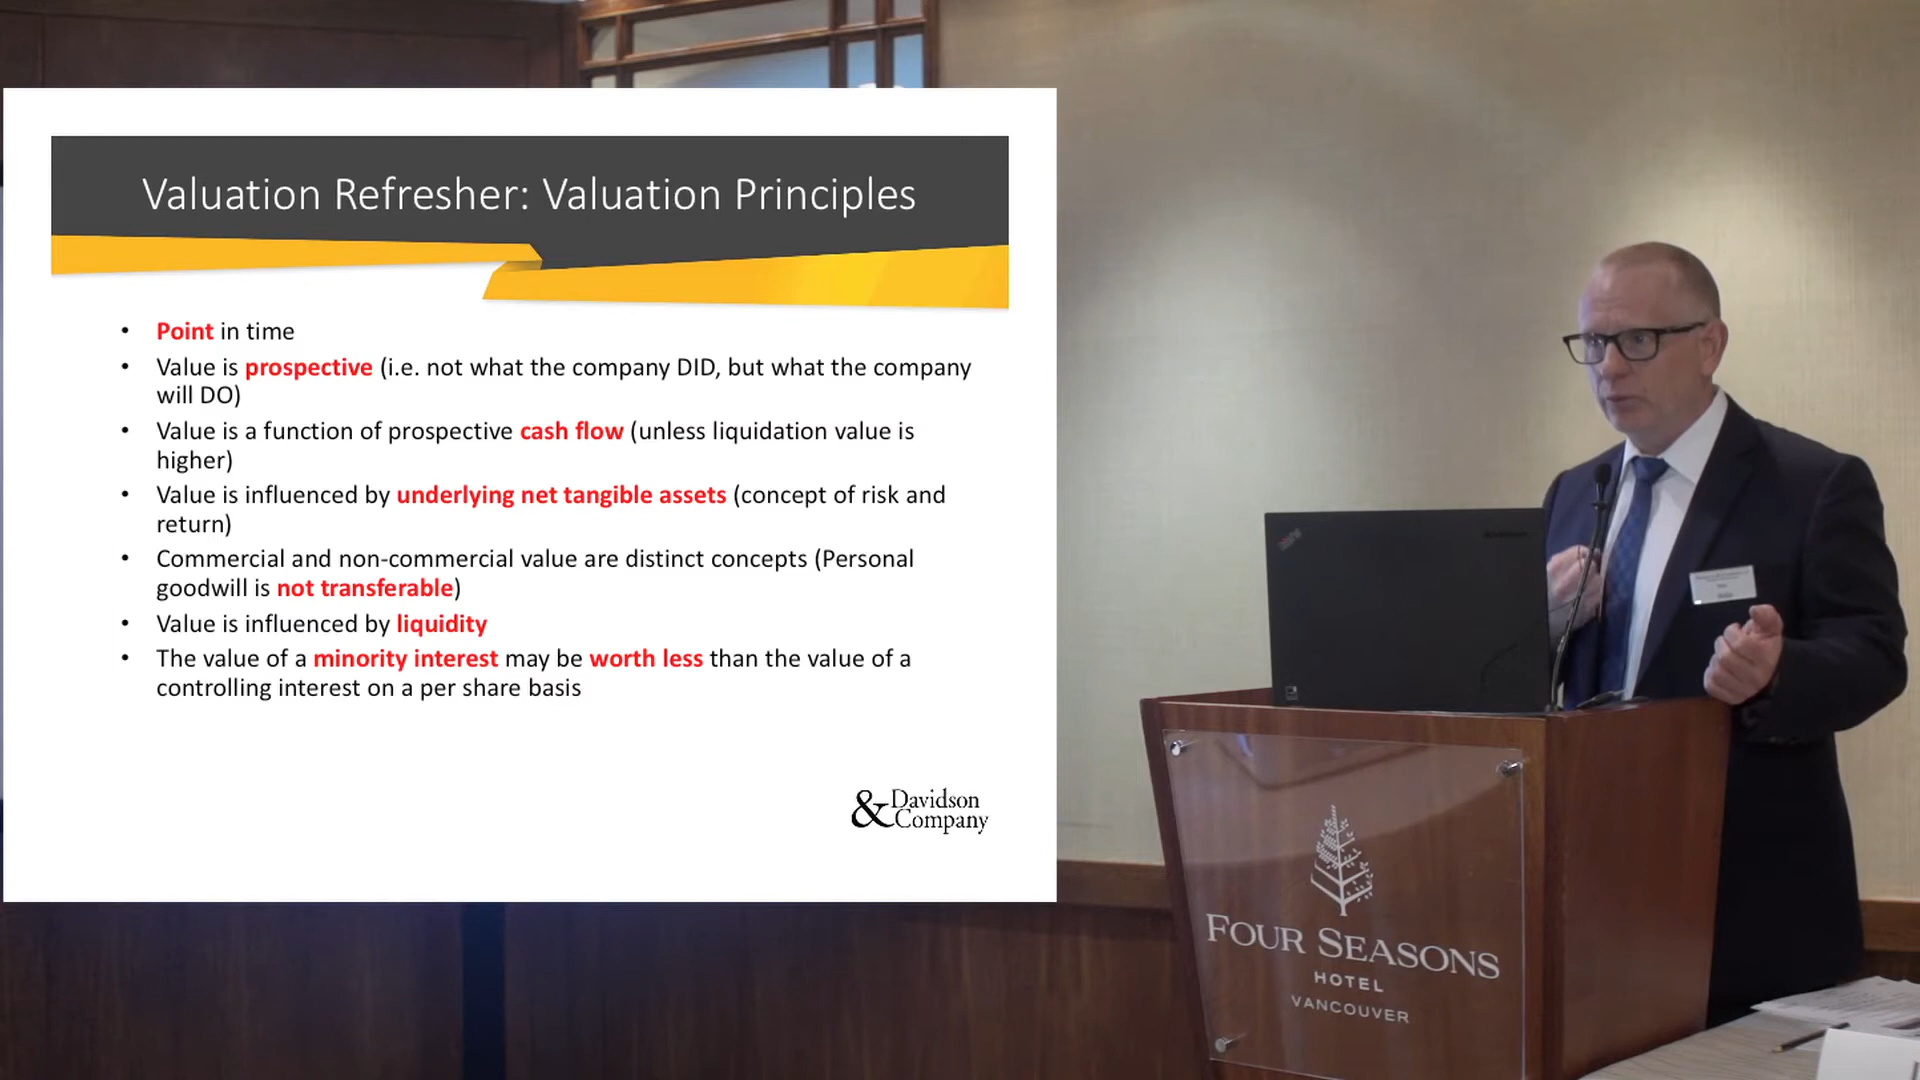 Valuation Refresher: Valuation Principles
• Point in time
• Value is prospective (i.e. not what the company DID, but what the company
will DO)
• Value is a function of prospective cash flow (unless liquidation value is
higher)
• Value is influenced by underlying net tangible assets (concept of risk and
return)
• Commercial and non-commercial value are distinct concepts (Personal
goodwill is not transferable)
• Value is influenced by liquidity
• The value of a minority interest may be worth less than the value of a
controlling interest on a per share basis
& Davidson
Company
FOUR SEASONS
HOTEL
VANCOUVER